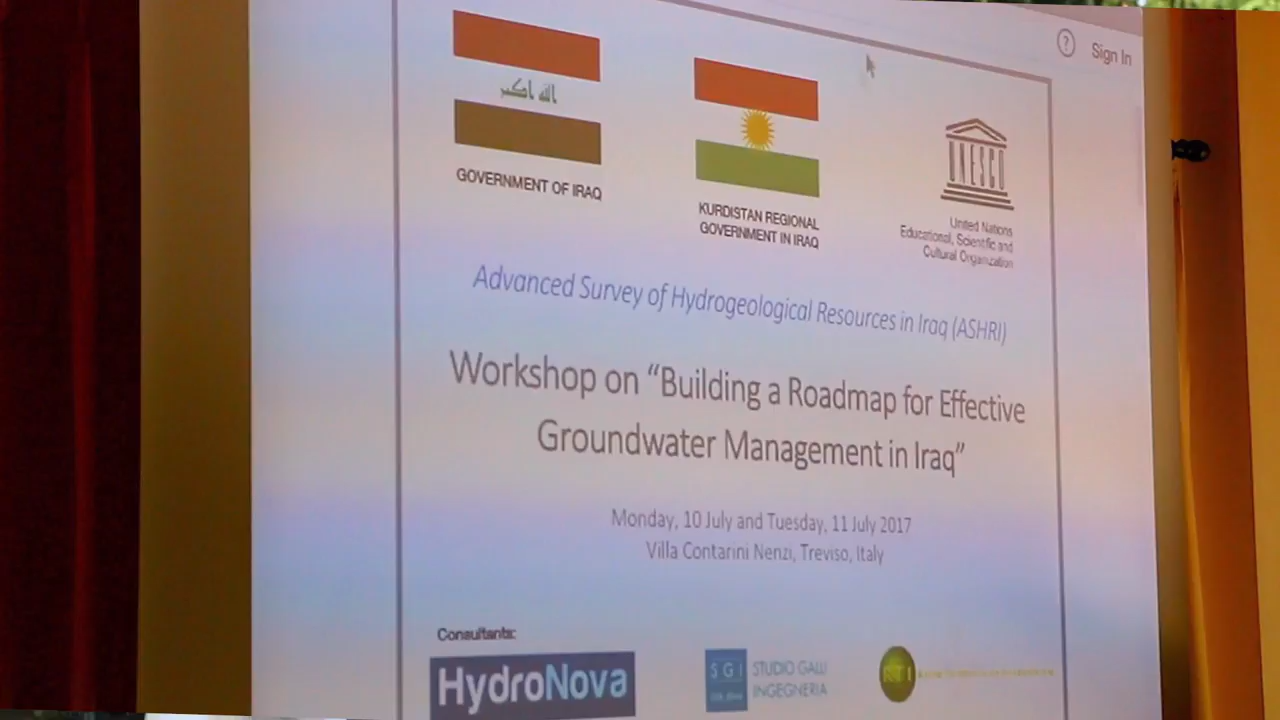 Sign In
الله اكبر
GOVERNMENT OF IRAQ
KURDISTAN REGIONAL
GOVERNMENT IN IRAQ
UNESCO
United Nations
Educational, Scientific and
Cultural Organization
Advanced Survey of Hydrogeological Resources in Iraq (ASHRI)
Workshop on “Building a Roadmap for Effective
Groundwater Management in Iraq”
Monday, 10 July and Tuesday, 11 July 2017
Villa Contarini Nenzi, Treviso, Italy
Consultants:
HydroNova
SGI
STUDIO GALLI
INGEGNERIA
RTI